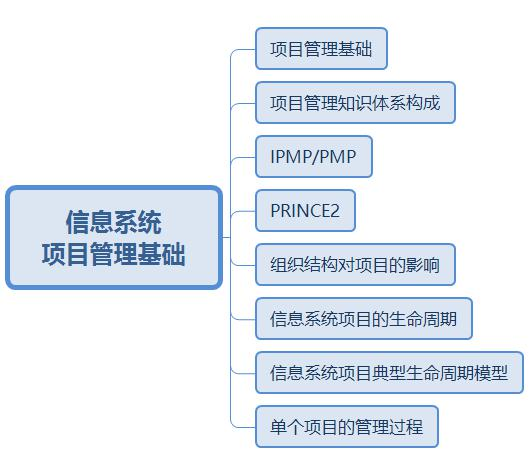 信息系统
项目管理基础
项目管理基础
项目管理知识体系构成
IPMP/PMP
PRINCE2
组织结构对项目的影响
信息系统项目的生命周期
信息系统项目典型生命周期模型
单个项目的管理过程